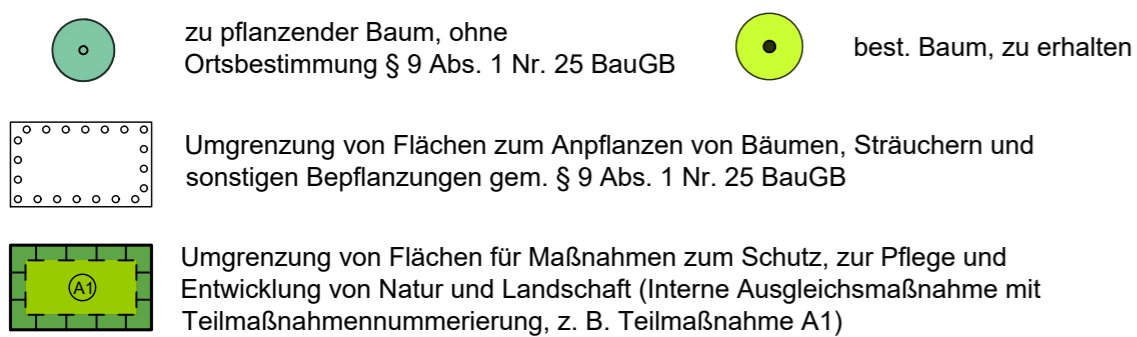 zu pflanzender Baum, ohne
Ortsbestimmung § 9 Abs. 1 Nr. 25 BauGB
best. Baum, zu erhalten
Umgrenzung von Flächen zum Anpflanzen von Bäumen, Sträuchern und
sonstigen Bepflanzungen gem. § 9 Abs. 1 Nr. 25 BauGB
A1
Umgrenzung von Flächen für Maßnahmen zum Schutz, zur Pflege und
Entwicklung von Natur und Landschaft (Interne Ausgleichsmaßnahme mit
Teilmaßnahmennummerierung, z. B. Teilmaßnahme A1)